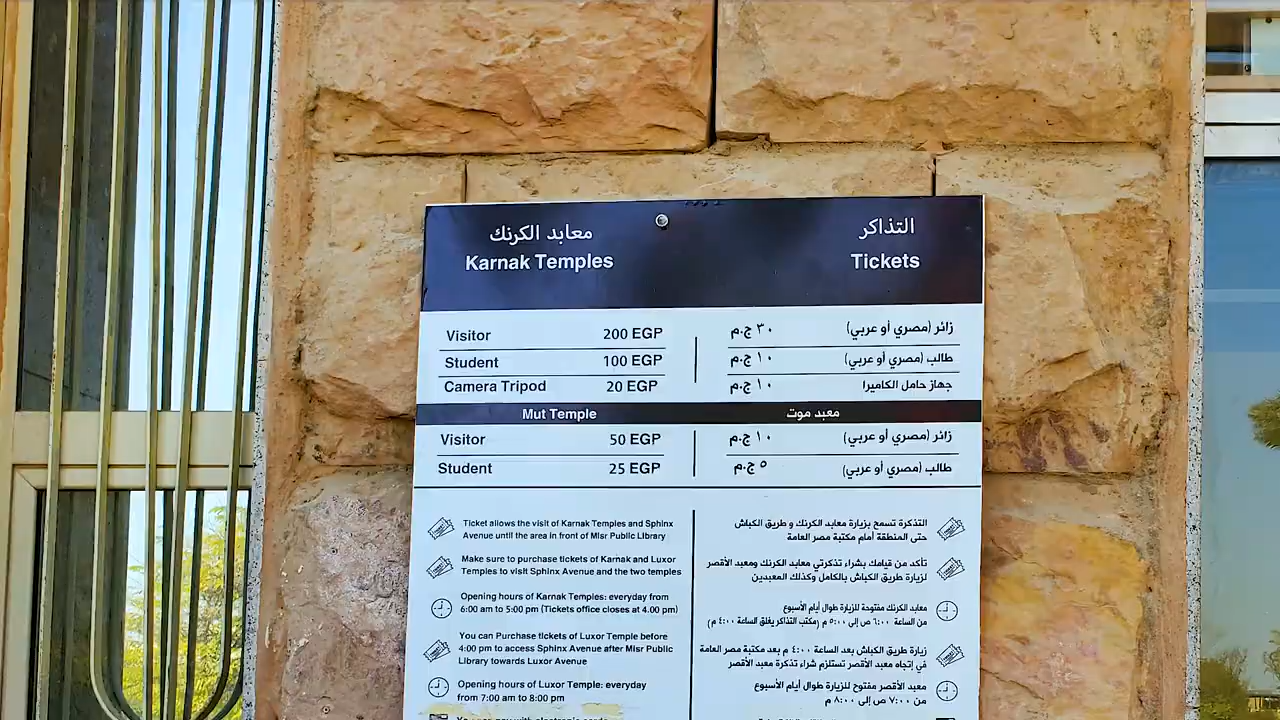 معابد الكرنك
التذاكر
Karnak Temples
Tickets
Visitor 200 EGP
زائر (مصري أو عربي) ٣٠ ج.م
Student 100 EGP
طالب (مصري أو عربي) ١٠ ج.م
Camera Tripod 20 EGP
جهاز حامل الكاميرا ١٠ ج.م
Mut Temple
معبد موت
Visitor 50 EGP
زائر (مصري أو عربي) ١٠ ج.م
Student 25 EGP
طالب (مصري أو عربي) ٥ ج.م
Ticket allows the visit of Karnak Temples and Sphinx
Avenue until the area in front of Misr Public Library
Make sure to purchase tickets of Karnak and Luxor
Temples to visit Sphinx Avenue and the two temples
Opening hours of Karnak Temples: everyday from
6:00 am to 5:00 pm (Tickets office closes at 4.00 pm)
You can Purchase tickets of Luxor Temple before
4:00 pm to access Sphinx Avenue after Misr Public
Library towards Luxor Avenue
Opening hours of Luxor Temple: everyday
from 7:00 am to 8:00 pm
التذكرة تسمح بزيارة معابد الكرنك و طريق الكباش
حتى المنطقة أمام مكتبة مصر العامة
تأكد من قيامك بشراء تذكرتي معابد الكرنك ومعبد الأقصر
لزيارة طريق الكباش بالكامل وكذلك المعبدين
معابد الكرنك مفتوحة للزيارة طوال أيام الأسبوع
من الساعة ٦:٠٠ ص إلى ٥:٠٠ م (مكتب التذاكر يغلق الساعة ٤:٠٠ م)
زيارة طريق الكباش بعد الساعة ٤:٠٠ م بعد مكتبة مصر العامة
في إتجاه معبد الأقصر تستلزم شراء تذكرة معبد الأقصر
معبد الأقصر مفتوح للزيارة طوال أيام الأسبوع
من ٧:٠٠ ص إلى ٨:٠٠ م